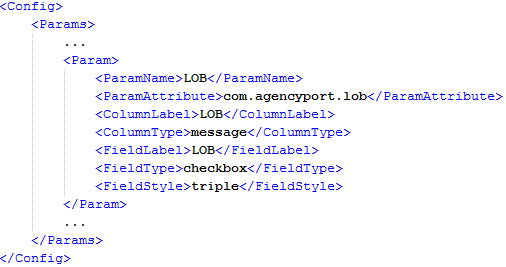 <Config>
<Params>
...
<Param>
<ParamName>LOB</ParamName>
<ParamAttribute>com.agencyport.lob</ParamAttribute>
<ColumnLabel>LOB</ColumnLabel>
<ColumnType>message</ColumnType>
<FieldLabel>LOB</FieldLabel>
<FieldType>checkbox</FieldType>
<FieldStyle>triple</FieldStyle>
</Param>
...
</Params>
</Config>